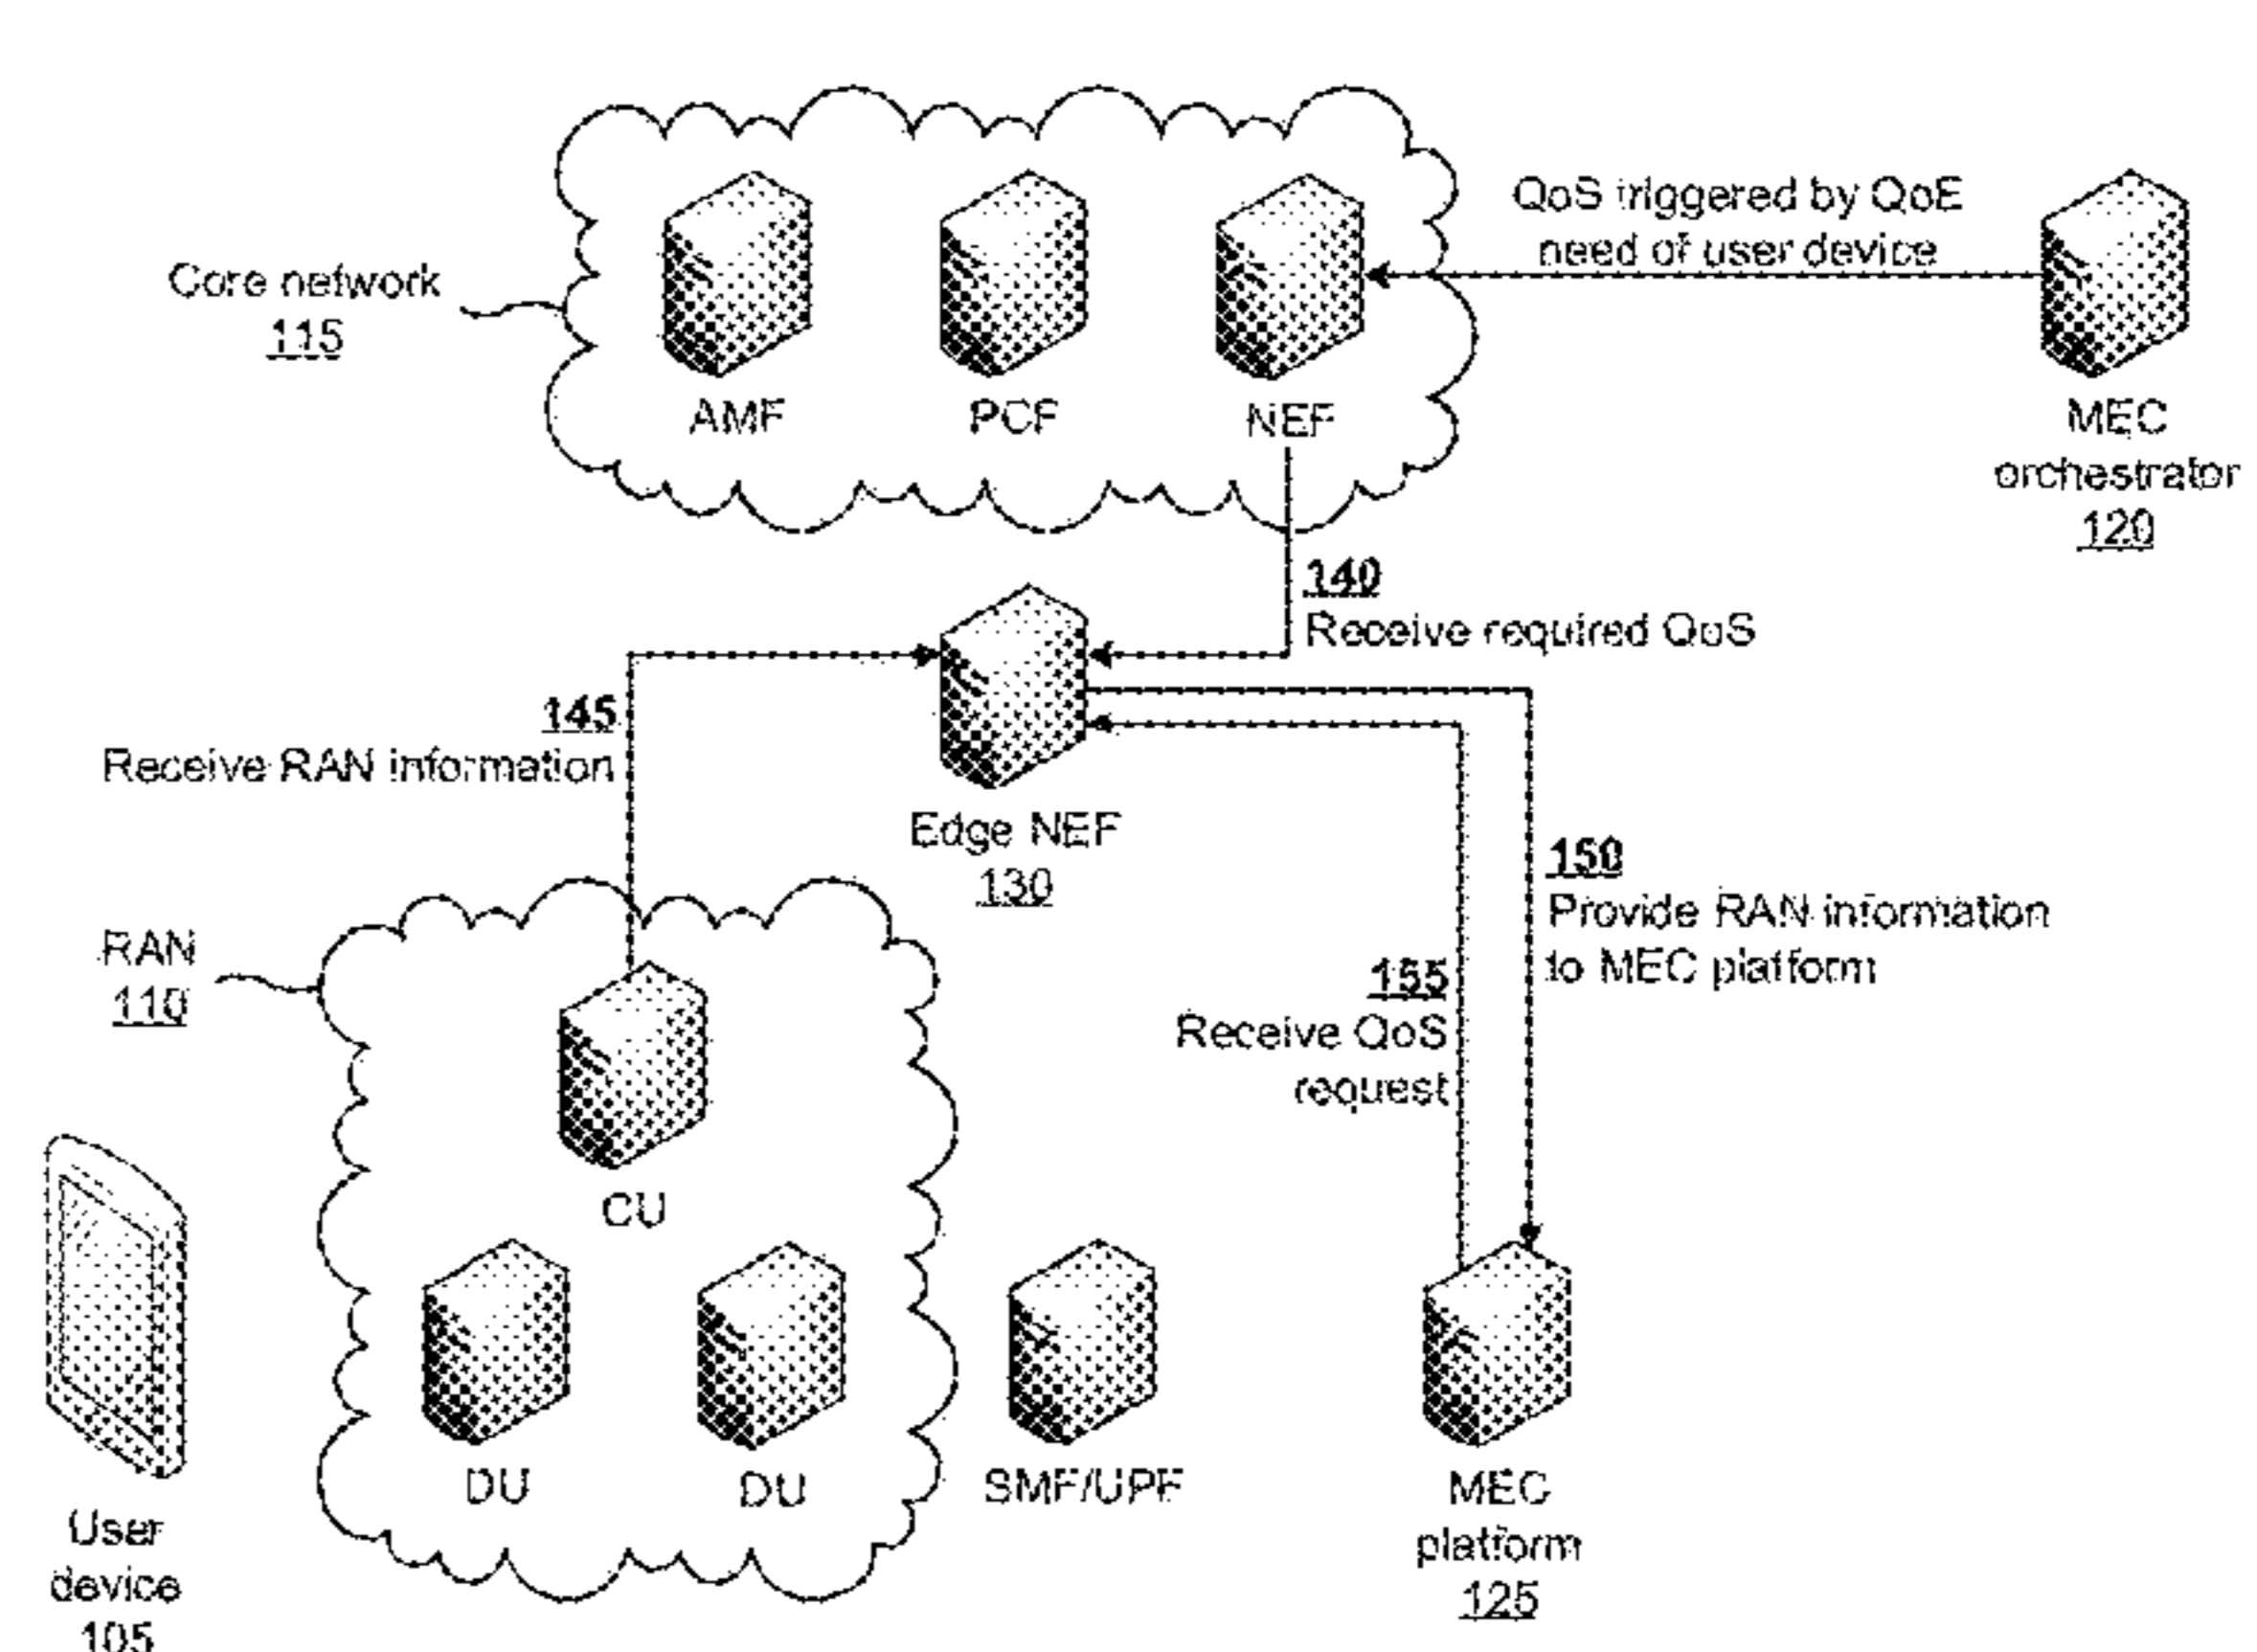 QoS triggered by QoE
need of user device
Core network
115
AMF
PCF
NEF
MEC
orchestrator
120
140
Receive required QoS
145
Receive RAN information
Edge NEF
130
150
Provide RAN information
to MEC platform
RAN
110
155
Receive QoS
request
CU
DU
DU
SMF/UPF
MEC
platform
125
User
device
105